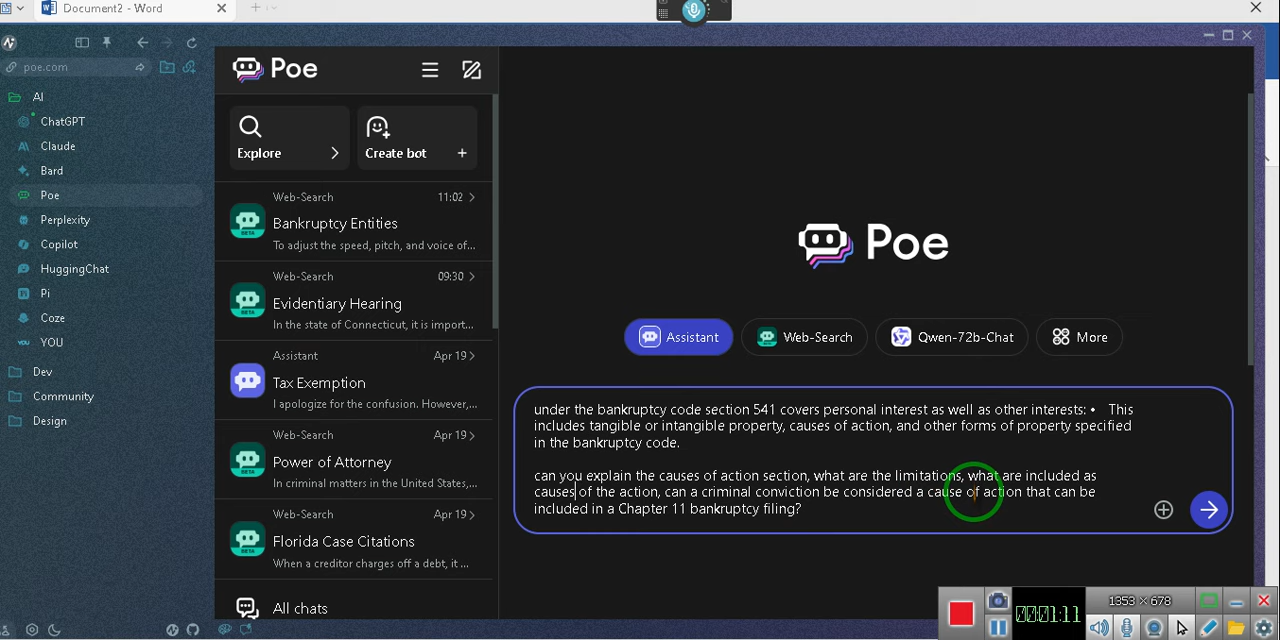 Document2 - Word
poe.com
AI
ChatGPT
Claude
Bard
Poe
Perplexity
Copilot
HuggingChat
Pi
Coze
YOU
YOU
Dev
Community
Design
Poe
Explore
Create bot
Web-Search 11:02
Bankruptcy Entities
To adjust the speed, pitch, and voice of...
Web-Search 09:30
Evidentiary Hearing
In the state of Connecticut, it is import...
Assistant Apr 19
Tax Exemption
I apologize for the confusion. However,...
Web-Search Apr 19
Power of Attorney
In criminal matters in the United States,...
Web-Search Apr 19
Florida Case Citations
When a creditor charges off a debt, it ...
All chats
Poe
Assistant
Web-Search
Qwen-72b-Chat
More
under the bankruptcy code section 541 covers personal interest as well as other interests: • This
includes tangible or intangible property, causes of action, and other forms of property specified
in the bankruptcy code.
can you explain the causes of action section, what are the limitations, what are included as
causes of the action, can a criminal conviction be considered a cause of action that can be
included in a Chapter 11 bankruptcy filing?
00:01:11
1353 × 678